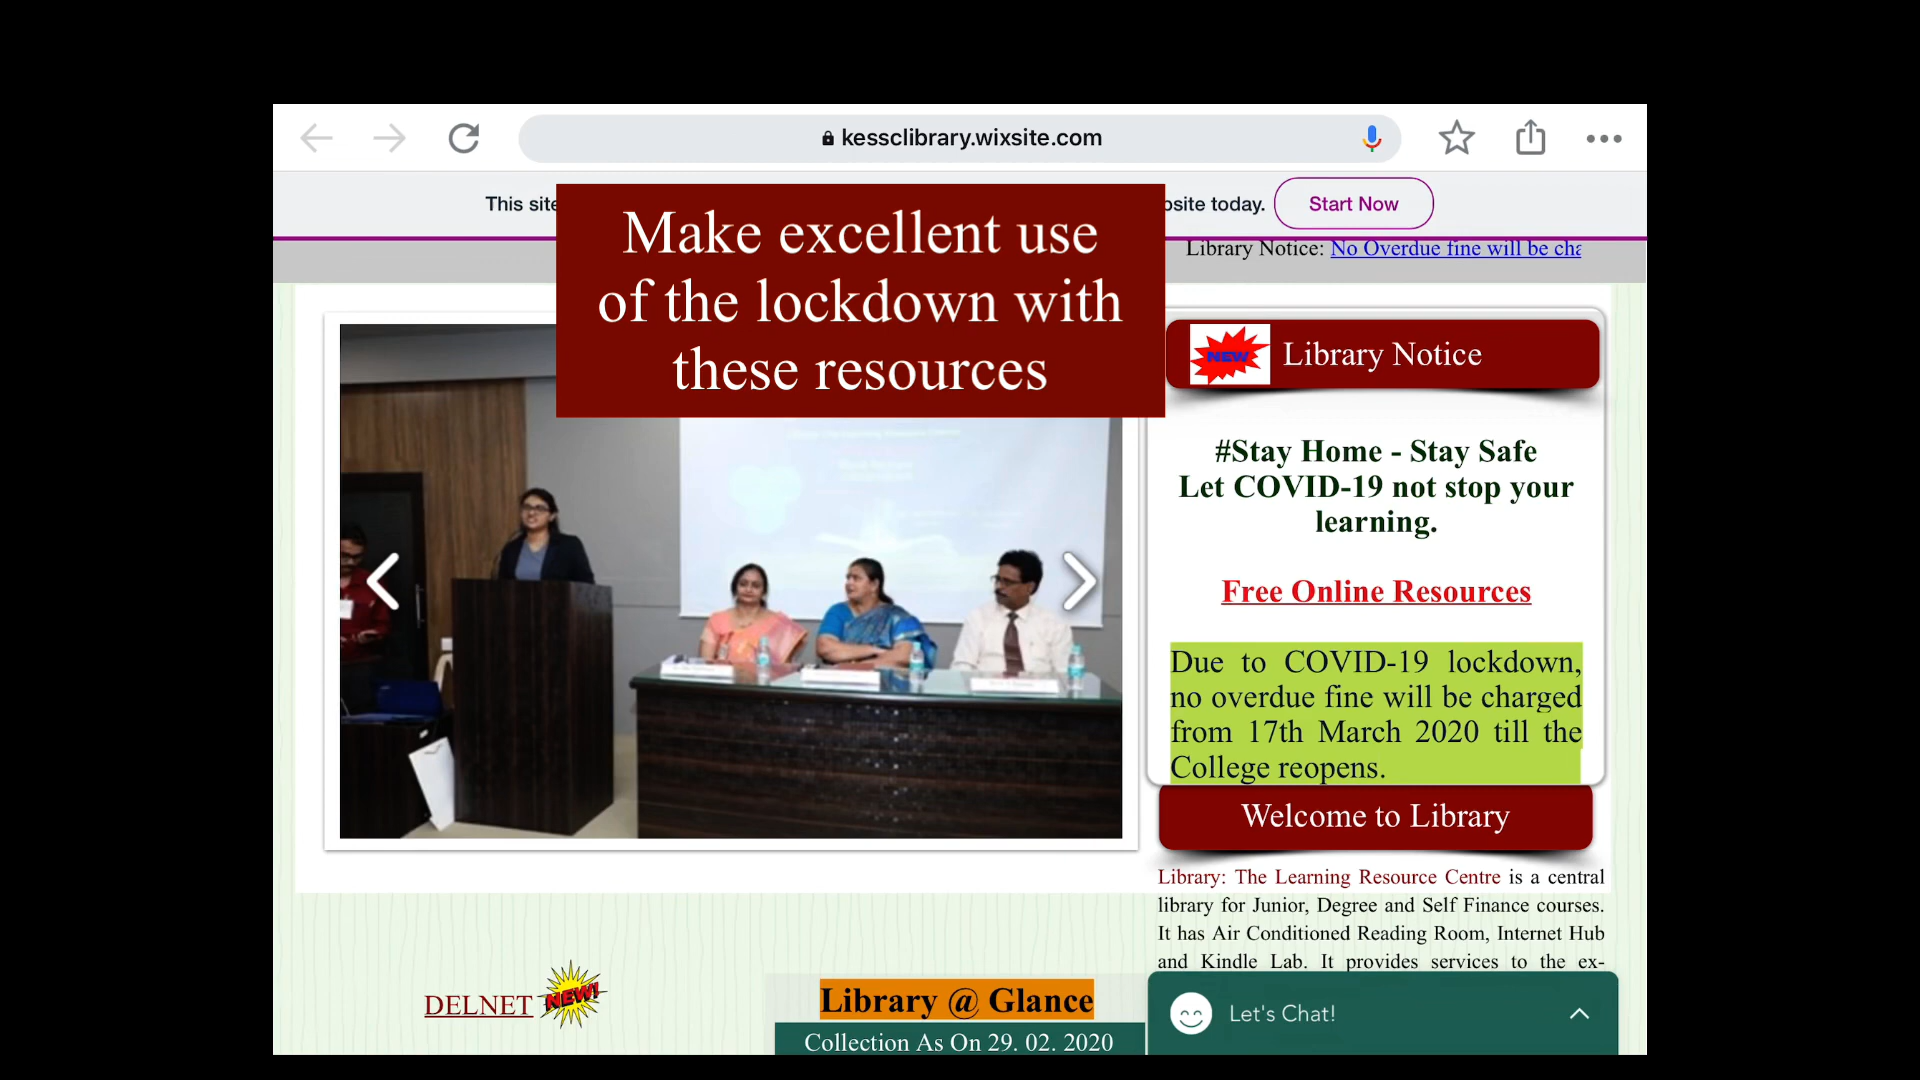 kessclibrary.wixsite.com
This site
bsite today.
Start Now
Make excellent use
of the lockdown with
these resources
Library Notice: No Overdue fine will be cha
NEW
Library Notice
#Stay Home - Stay Safe
Let COVID-19 not stop your
learning.
Free Online Resources
Due to COVID-19 lockdown,
no overdue fine will be charged
from 17th March 2020 till the
College reopens.
Welcome to Library
Library: The Learning Resource Centre is a central
library for Junior, Degree and Self Finance courses.
It has Air Conditioned Reading Room, Internet Hub
and Kindle Lab. It provides services to the ex-
DELNET NEW!
Library @ Glance
Collection As On 29. 02. 2020
Let's Chat!